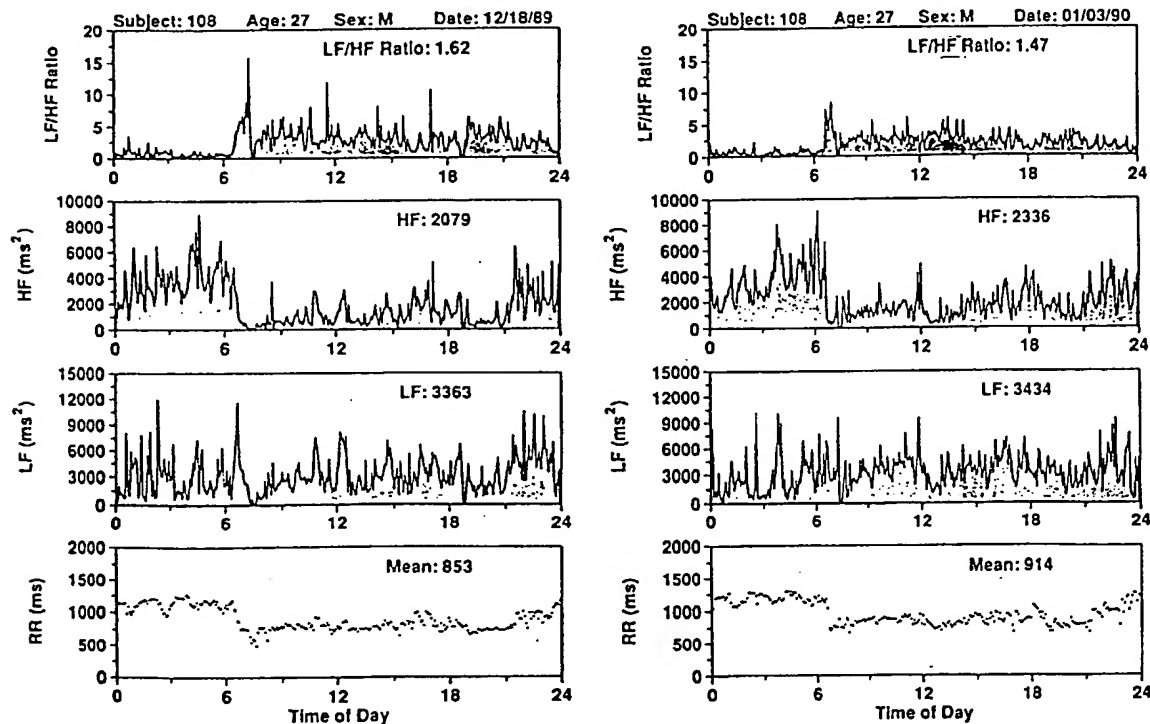 Subject: 108 Age: 27 Sex: M Date: 12/18/89
LF/HF Ratio: 1.62
LF/HF Ratio
20
15
10
5
0
0 6 12 18 24
HF: 2079
HF (ms²)
10000
8000
6000
4000
2000
0
0 6 12 18 24
LF: 3363
LF (ms²)
15000
12000
9000
6000
3000
0
0 6 12 18 24
Mean: 853
RR (ms)
2000
1500
1000
500
0
0 6 12 18 24
Time of Day
Subject: 108 Age: 27 Sex: M Date: 01/03/90
LF/HF Ratio: 1.47
LF/HF Ratio
20
15
10
5
0
0 6 12 18 24
HF: 2336
HF (ms²)
10000
8000
6000
4000
2000
0
0 6 12 18 24
LF: 3434
LF (ms²)
15000
12000
9000
6000
3000
0
0 6 12 18 24
Mean: 914
RR (ms)
2000
1500
1000
500
0
0 6 12 18 24
Time of Day